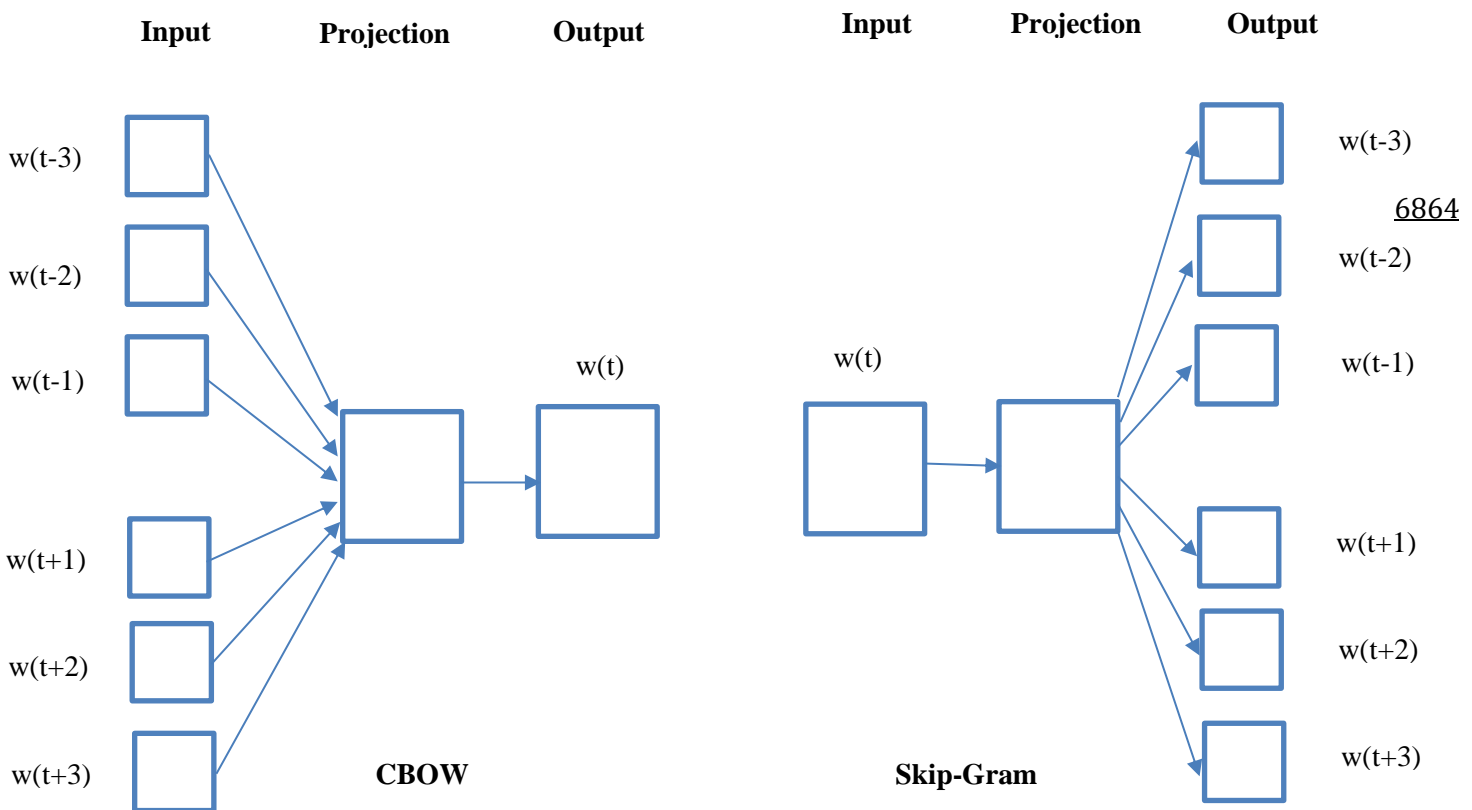 Input Projection Output
w(t-3)
w(t-2)
w(t-1)
w(t)
w(t+1)
w(t+2)
w(t+3)
CBOW
Input Projection Output
w(t-3)
6864
w(t-2)
w(t-1)
w(t)
w(t+1)
w(t+2)
w(t+3)
Skip-Gram